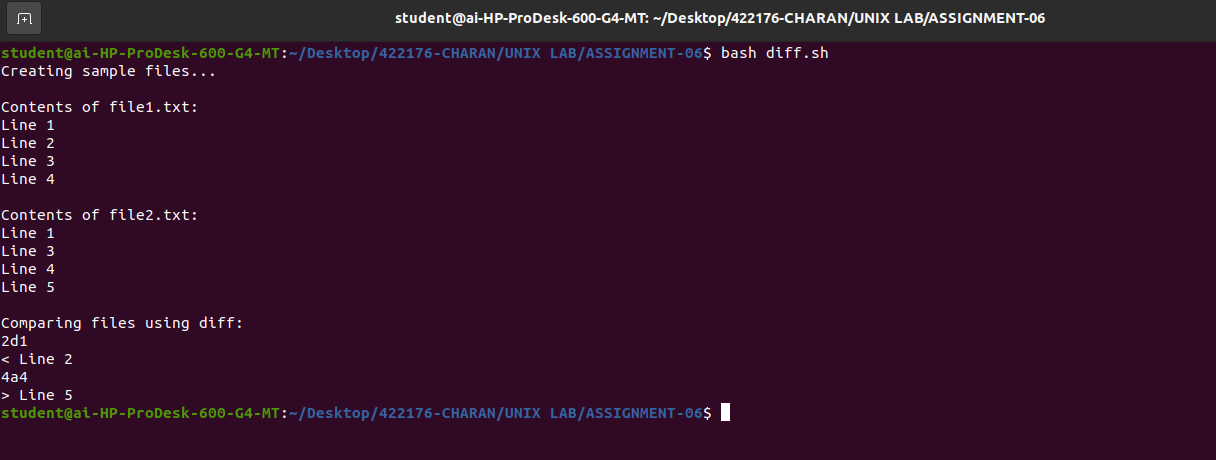 student@ai-HP-ProDesk-600-G4-MT: ~/Desktop/422176-CHARAN/UNIX LAB/ASSIGNMENT-06
student@ai-HP-ProDesk-600-G4-MT:~/Desktop/422176-CHARAN/UNIX LAB/ASSIGNMENT-06$ bash diff.sh
Creating sample files...

Contents of file1.txt:
Line 1
Line 2
Line 3
Line 4

Contents of file2.txt:
Line 1
Line 3
Line 4
Line 5

Comparing files using diff:
2d1
< Line 2
4a4
> Line 5
student@ai-HP-ProDesk-600-G4-MT:~/Desktop/422176-CHARAN/UNIX LAB/ASSIGNMENT-06$